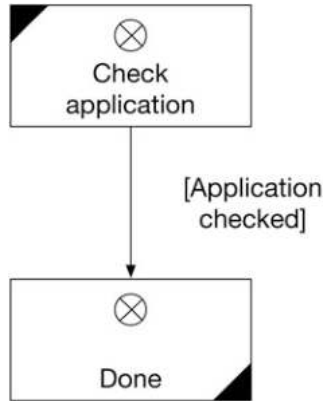 Check
application
[Application
checked]
Done